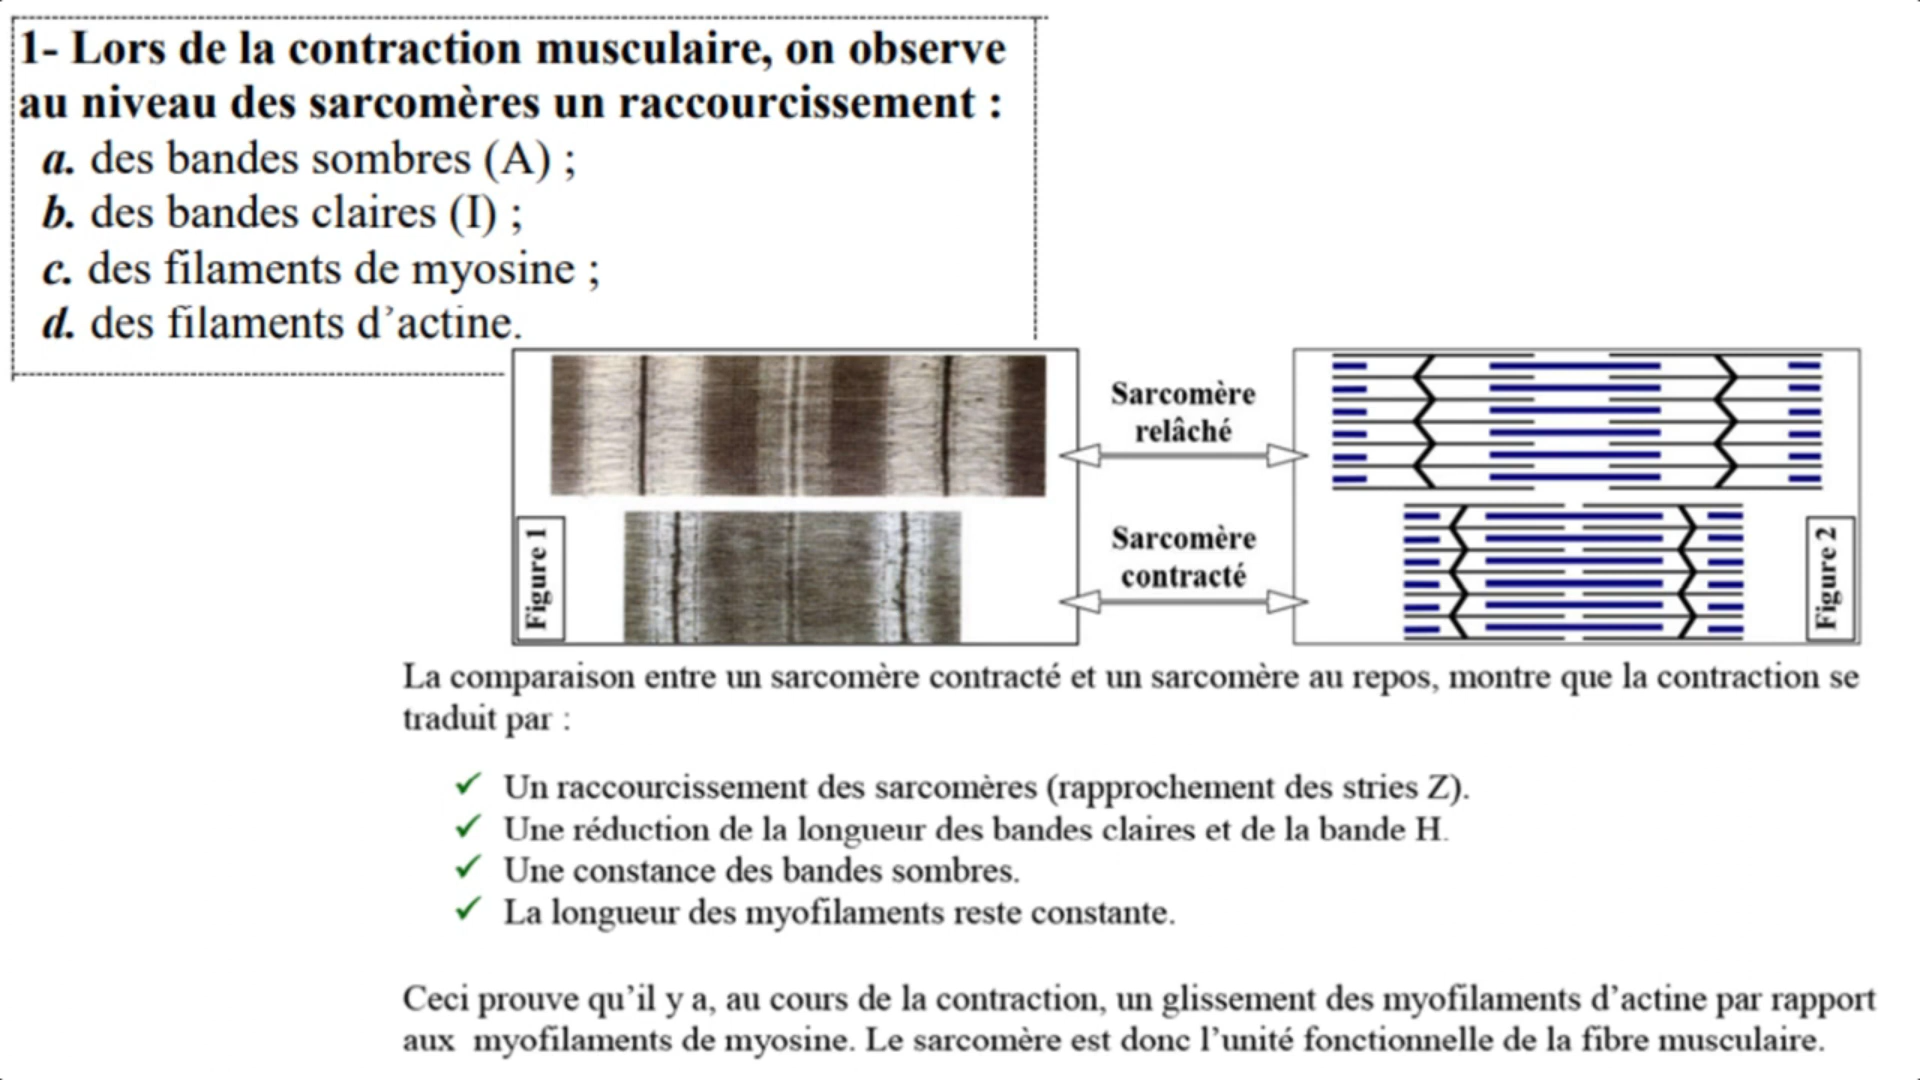 1- Lors de la contraction musculaire, on observe
au niveau des sarcomères un raccourcissement :
a. des bandes sombres (A) ;
b. des bandes claires (I) ;
c. des filaments de myosine ;
d. des filaments d’actine.
Sarcomère
relâché
Sarcomère
contracté
Figure 1
Figure 2
La comparaison entre un sarcomère contracté et un sarcomère au repos, montre que la contraction se
traduit par :
✓ Un raccourcissement des sarcomères (rapprochement des stries Z).
✓ Une réduction de la longueur des bandes claires et de la bande H.
✓ Une constance des bandes sombres.
✓ La longueur des myofilaments reste constante.
Ceci prouve qu’il y a, au cours de la contraction, un glissement des myofilaments d’actine par rapport
aux myofilaments de myosine. Le sarcomère est donc l’unité fonctionnelle de la fibre musculaire.